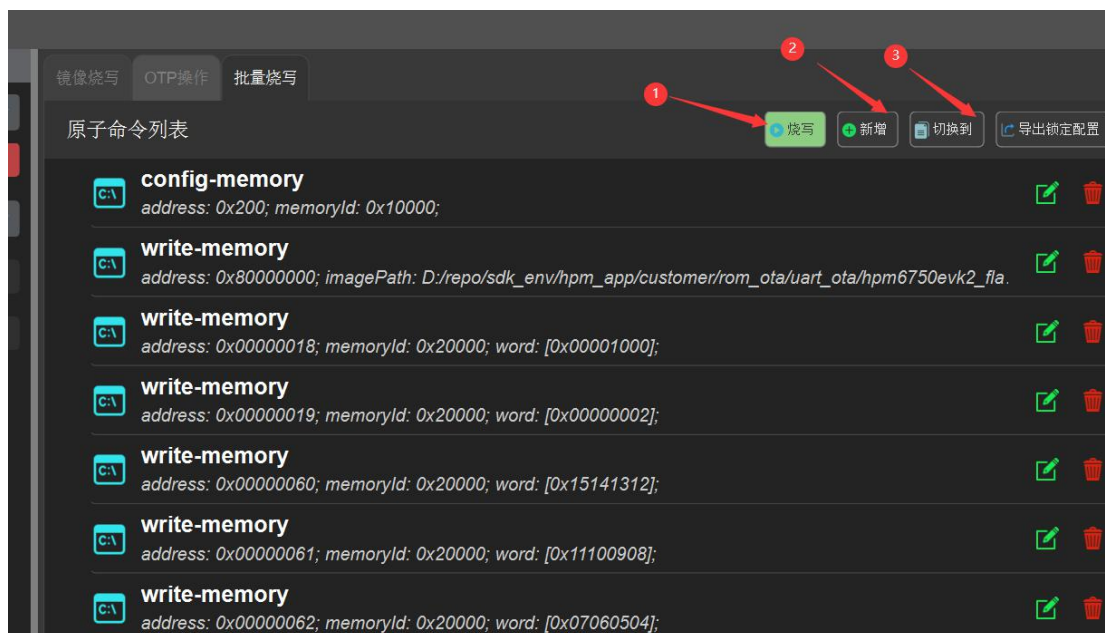 镜像烧写 OTP操作 批量烧写
2
3
1
原子命令列表
烧写 新增 切换到 导出锁定配置
config-memory
address: 0x200; memoryId: 0x10000;
write-memory
address: 0x80000000; imagePath: D:/repo/sdk_env/hpm_app/customer/rom_ota/uart_ota/hpm6750evk2_fla.
write-memory
address: 0x00000018; memoryId: 0x20000; word: [0x00001000];
write-memory
address: 0x00000019; memoryId: 0x20000; word: [0x00000002];
write-memory
address: 0x00000060; memoryId: 0x20000; word: [0x15141312];
write-memory
address: 0x00000061; memoryId: 0x20000; word: [0x11100908];
write-memory
address: 0x00000062; memoryId: 0x20000; word: [0x07060504];